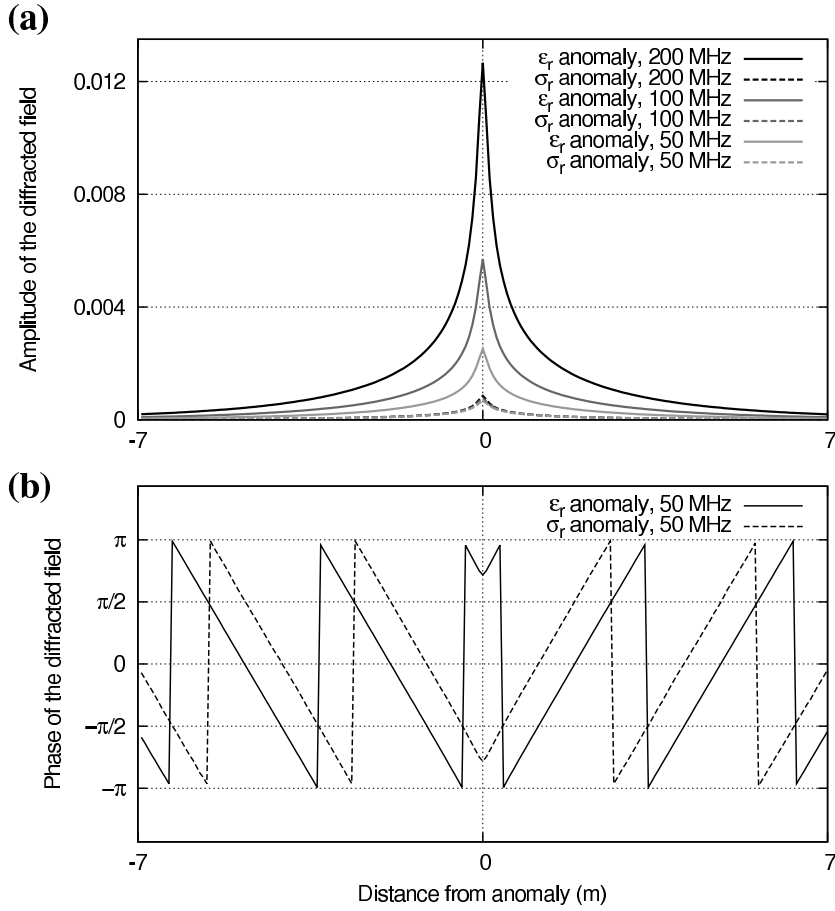 (a)
Amplitude of the diffracted field
0.012
0.008
0.004
0
εr anomaly, 200 MHz
σr anomaly, 200 MHz
εr anomaly, 100 MHz
σr anomaly, 100 MHz
εr anomaly, 50 MHz
σr anomaly, 50 MHz
-7 0 7
(b)
Phase of the diffracted field
π
π/2
0
−π/2
−π
εr anomaly, 50 MHz
σr anomaly, 50 MHz
-7 0 7
Distance from anomaly (m)